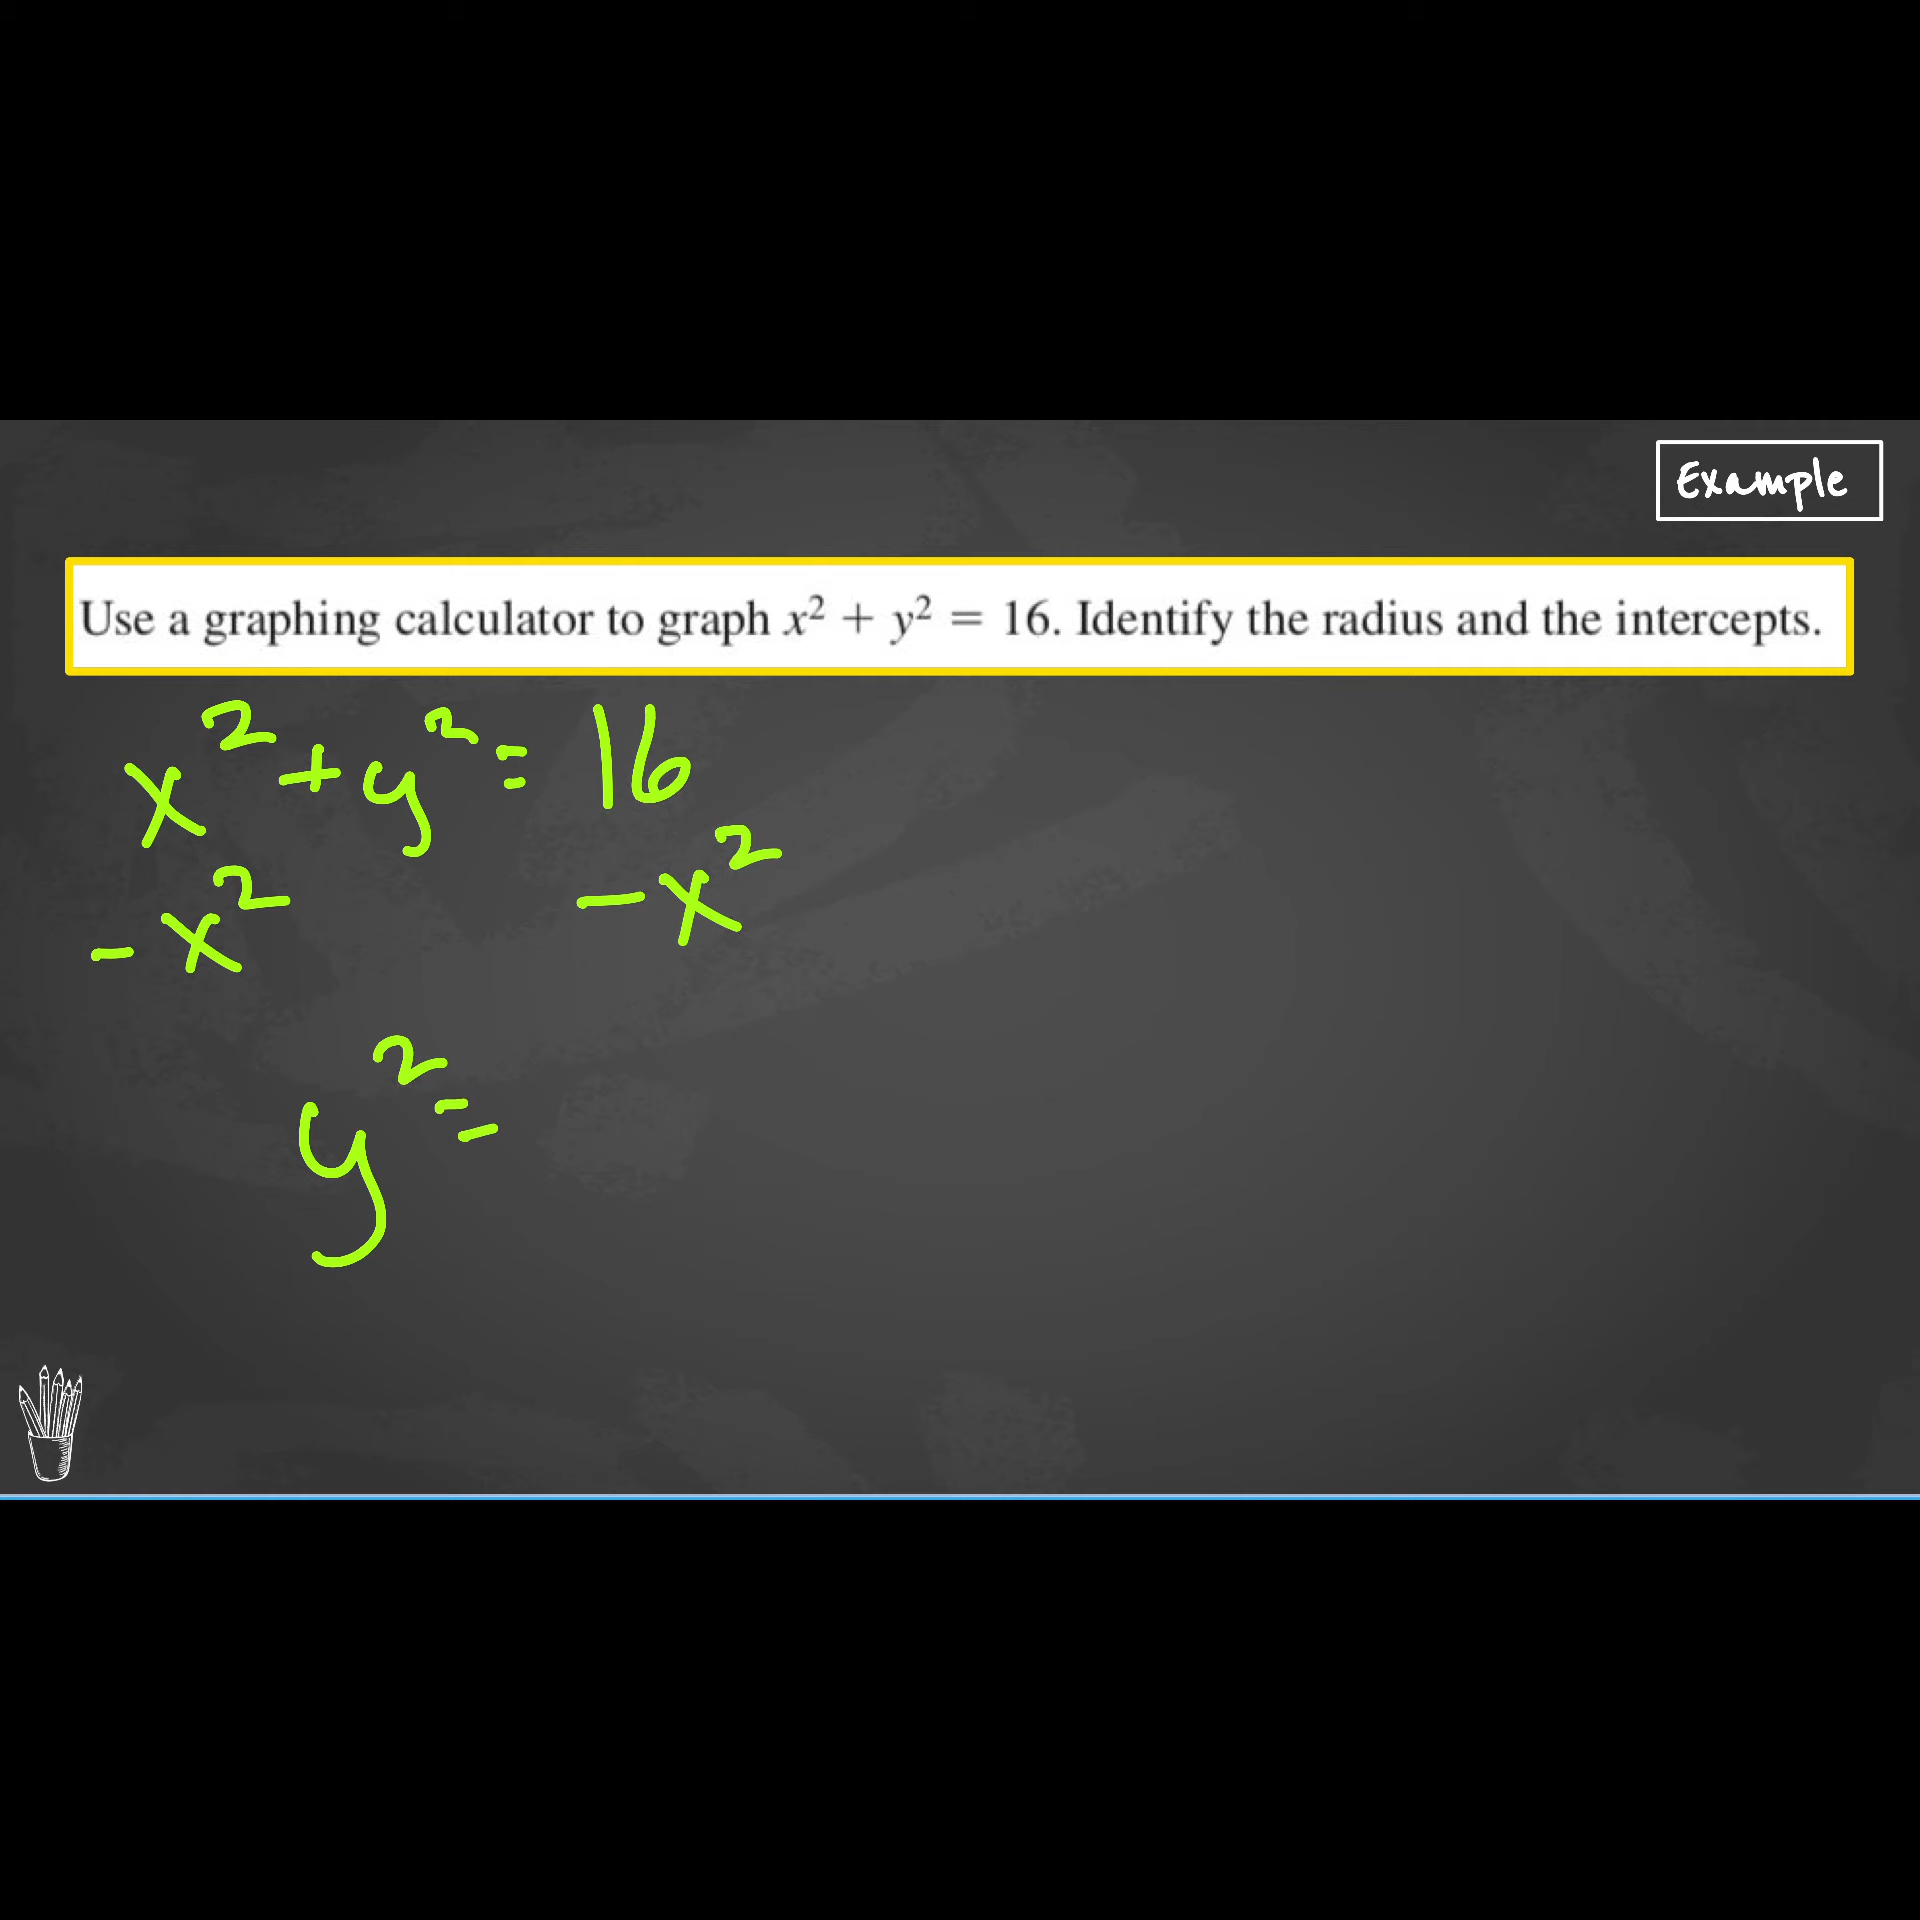 Example
Use a graphing calculator to graph x² + y² = 16. Identify the radius and the intercepts.
x² + y² = 16
- x² - x²
y² =